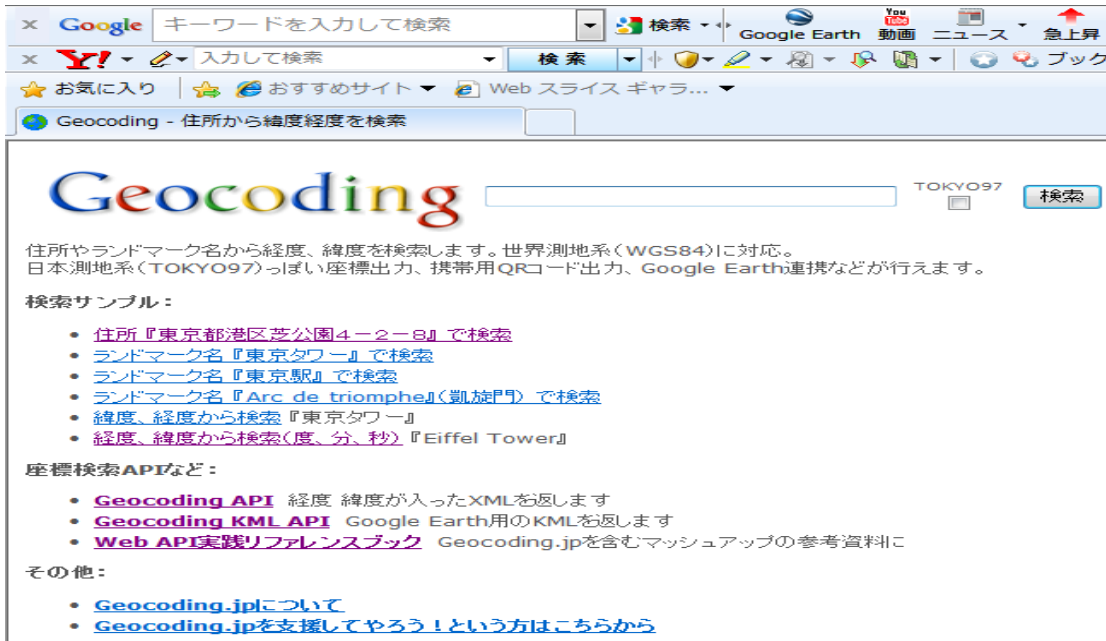 × Google キーワードを入力して検索 検索 Google Earth You Tube 動画 ニュース 急上昇
× Y! 入力して検索 検索 ブック
お気に入り おすすめサイト Web スライス ギャラ...
Geocoding - 住所から緯度経度を検索
Geocoding TOKYO97 検索
住所やランドマーク名から経度、緯度を検索します。世界測地系(WGS84)に対応。
日本測地系(TOKYO97)っぽい座標出力、携帯用QRコード出力、Google Earth連携などが行えます。
検索サンプル:
• 住所『東京都港区芝公園4-2-8』で検索
• ランドマーク名『東京タワー』で検索
• ランドマーク名『東京駅』で検索
• ランドマーク名『Arc de triomphe』(凱旋門) で検索
• 緯度、経度から検索『東京タワー』
• 経度、緯度から検索(度、分、秒)『Eiffel Tower』
座標検索APIなど:
• Geocoding API 経度 緯度が入ったXMLを返します
• Geocoding KML API Google Earth用のKMLを返します
• Web API実践リファレンスブック Geocoding.jpを含むマッシュアップの参考資料に
その他:
• Geocoding.jpについて
• Geocoding.jpを支援してやろう!という方はこちらから